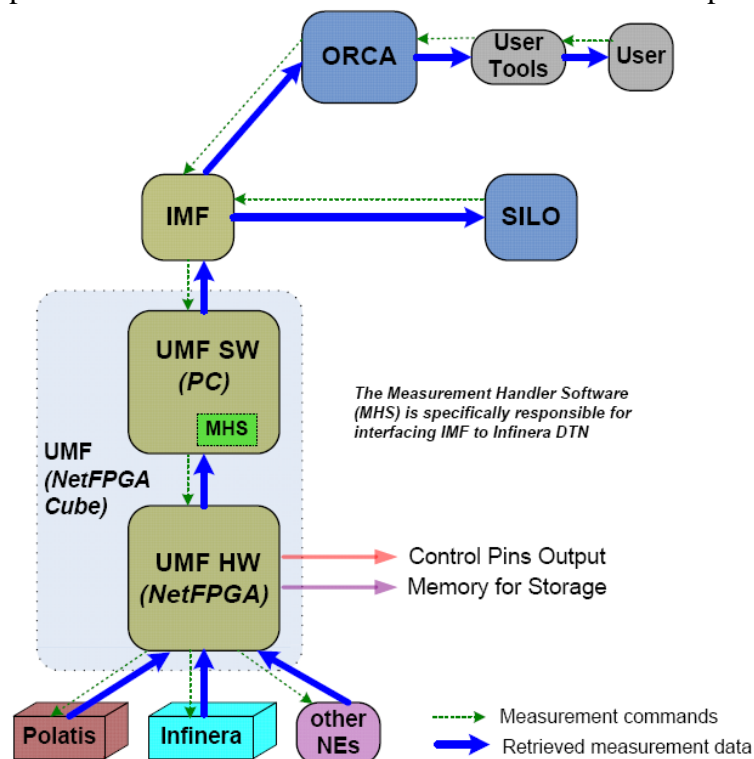 ORCA
User
Tools
User
IMF
SILO
UMF SW
(PC)
MHS
The Measurement Handler Software
(MHS) is specifically responsible for
interfacing IMF to Infinera DTN
UMF
(NetFPGA
Cube)
UMF HW
(NetFPGA)
Control Pins Output
Memory for Storage
Polatis
Infinera
other
NEs
Measurement commands
Retrieved measurement data